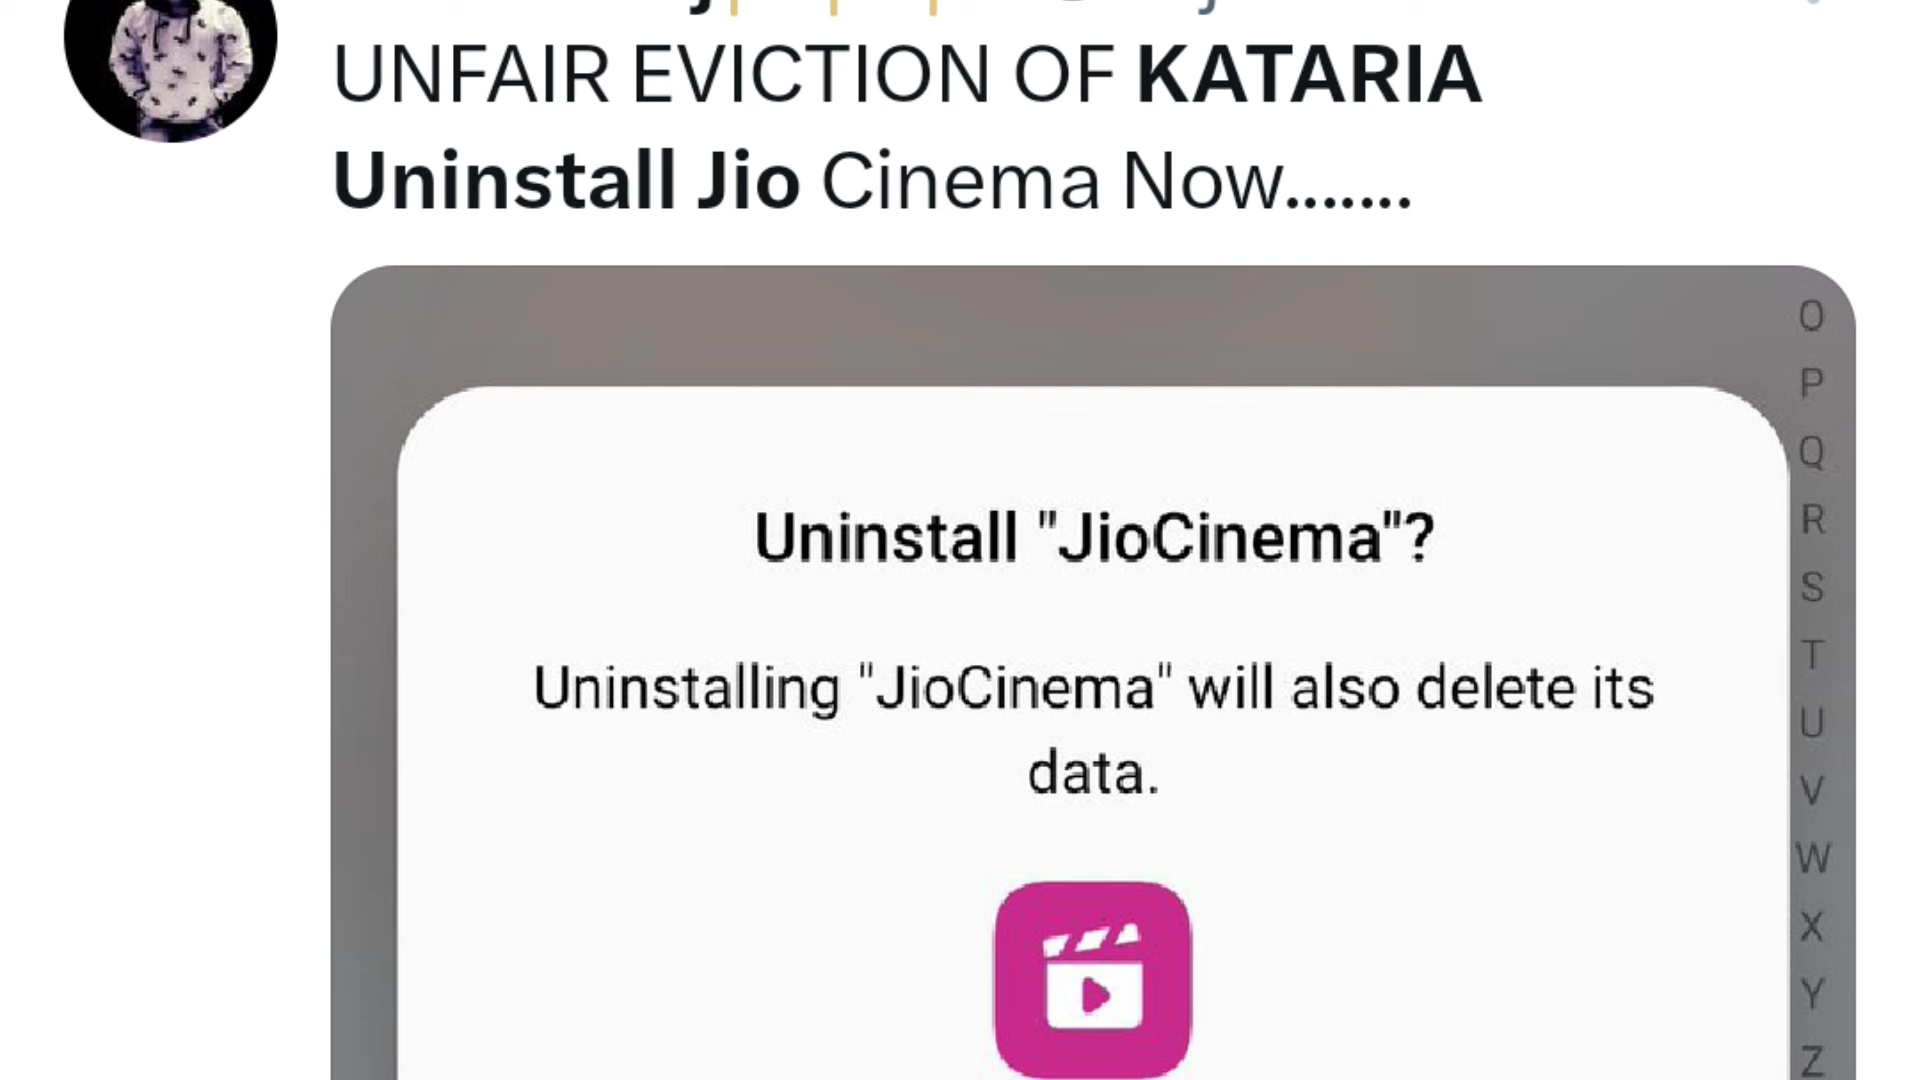 UNFAIR EVICTION OF KATARIA
Uninstall Jio Cinema Now.......
O
P
Q
R
S
T
U
V
W
X
Y
Z
Uninstall "JioCinema"?
Uninstalling "JioCinema" will also delete its
data.